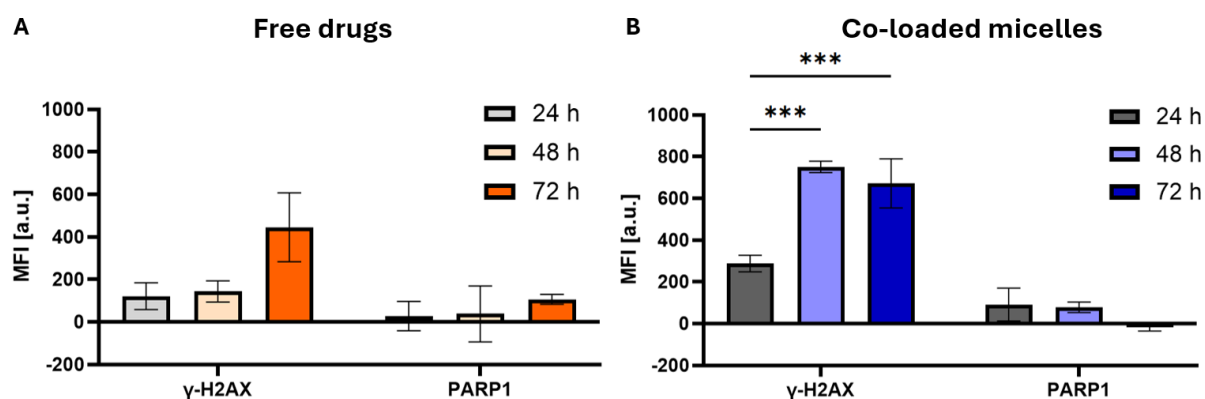 A
Free drugs
1000
800
600
400
200
0
-200
MFI [a.u.]
24 h
48 h
72 h
γ-H2AX
PARP1
B
Co-loaded micelles
***
***
1000
800
600
400
200
0
-200
MFI [a.u.]
24 h
48 h
72 h
γ-H2AX
PARP1